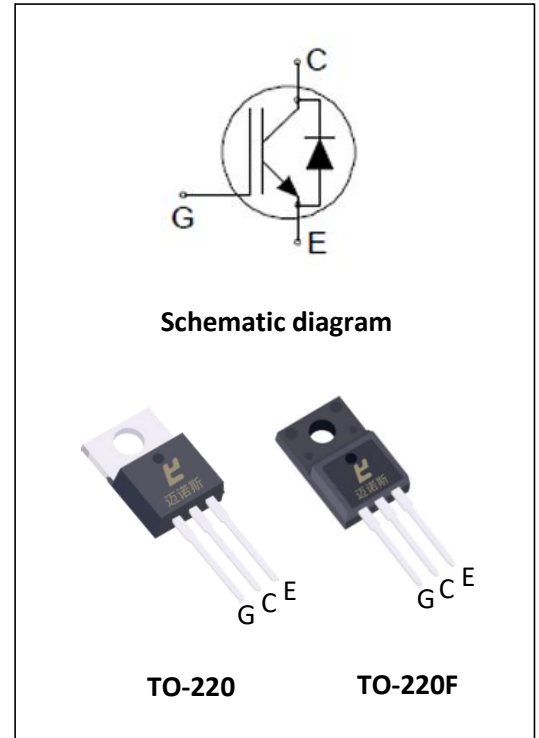 C
G
E
Schematic diagram
迈诺斯
迈诺斯
G C E
G C E
TO-220
TO-220F